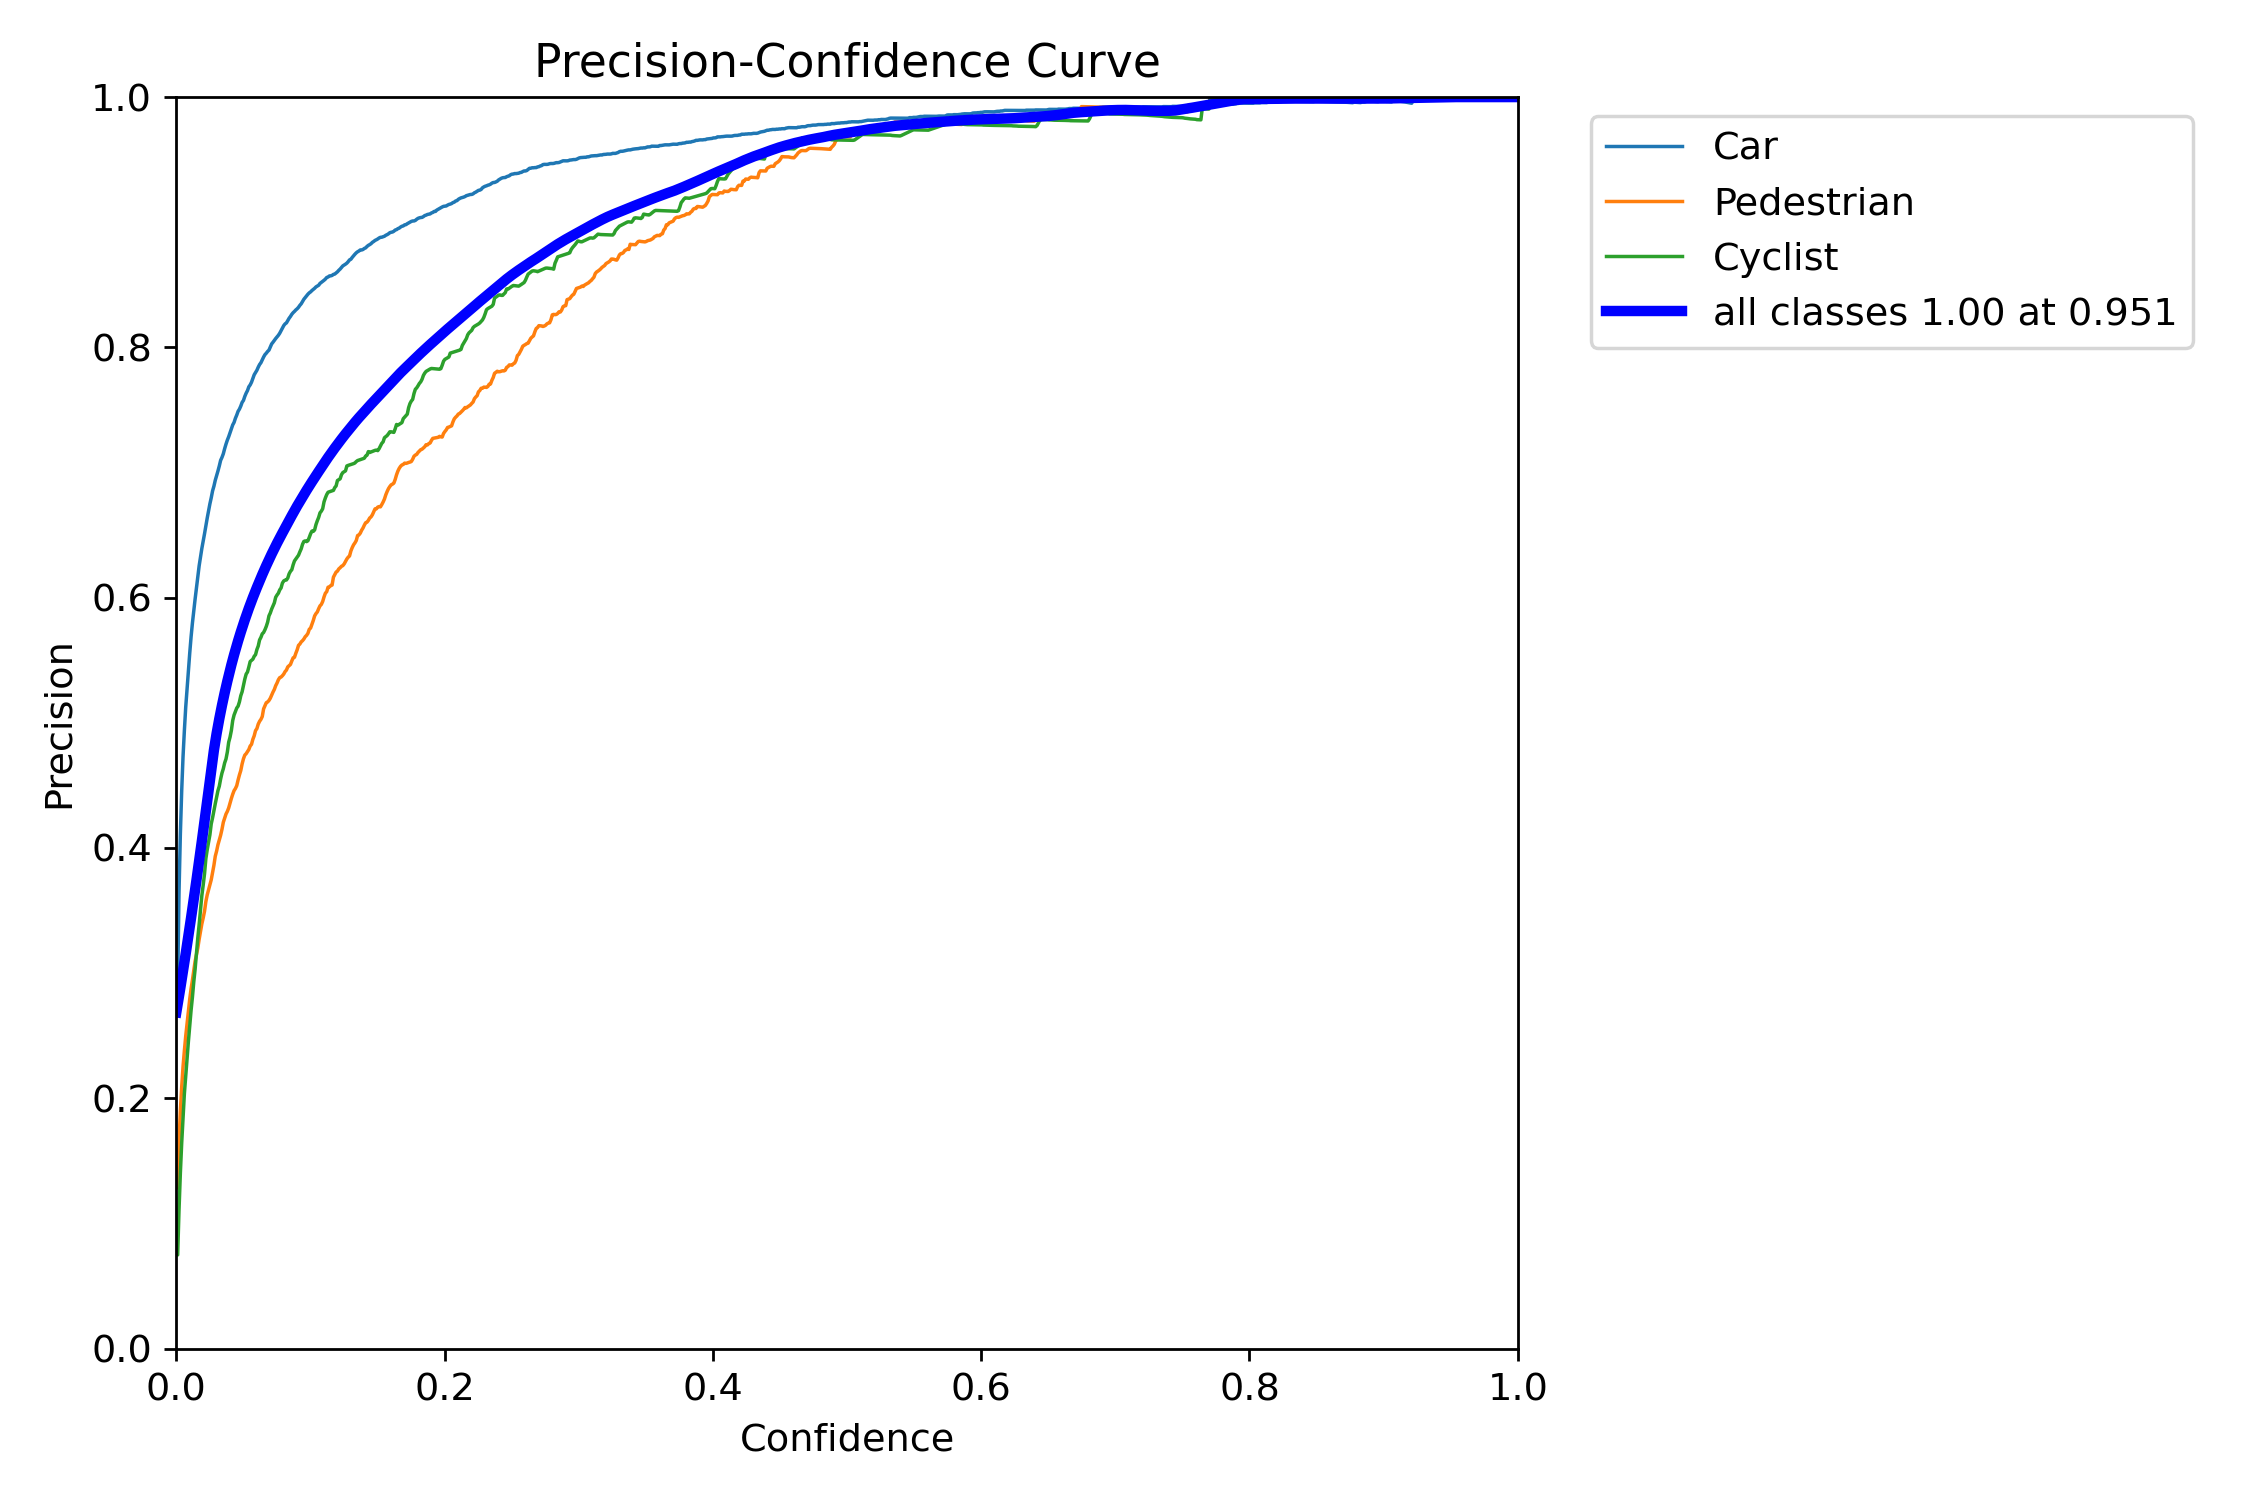 Precision-Confidence Curve
1.0
0.8
0.6
0.4
0.2
0.0
Precision
0.0 0.2 0.4 0.6 0.8 1.0
Confidence
Car
Pedestrian
Cyclist
all classes 1.00 at 0.951